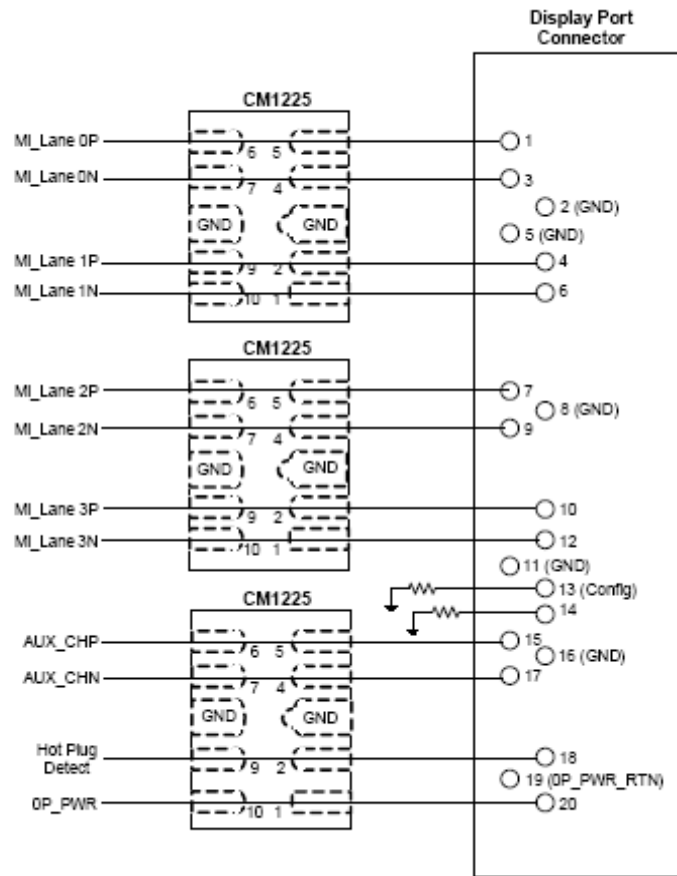 Display Port
Connector
CM1225
MI_Lane 0P
6 5
1
MI_Lane 0N
7 4
3
2 (GND)
GND
GND
5 (GND)
MI_Lane 1P
9 2
4
MI_Lane 1N
10 1
6
CM1225
MI_Lane 2P
6 5
7
8 (GND)
MI_Lane 2N
7 4
9
GND
GND
MI_Lane 3P
9 2
10
MI_Lane 3N
10 1
12
11 (GND)
13 (Config)
CM1225
14
AUX_CHP
6 5
15
16 (GND)
AUX_CHN
7 4
17
GND
GND
Hot Plug
Detect
9 2
18
19 (0P_PWR_RTN)
0P_PWR
10 1
20